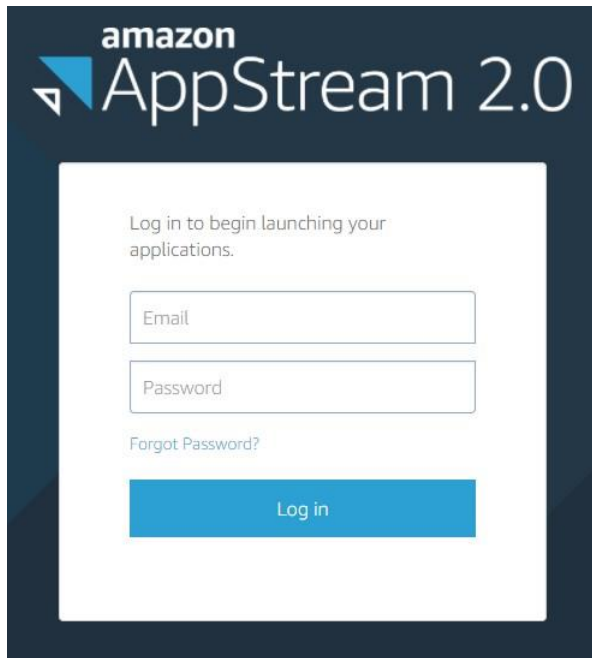 amazon
AppStream 2.0
Log in to begin launching your
applications.
Email
Password
Forgot Password?
Log in